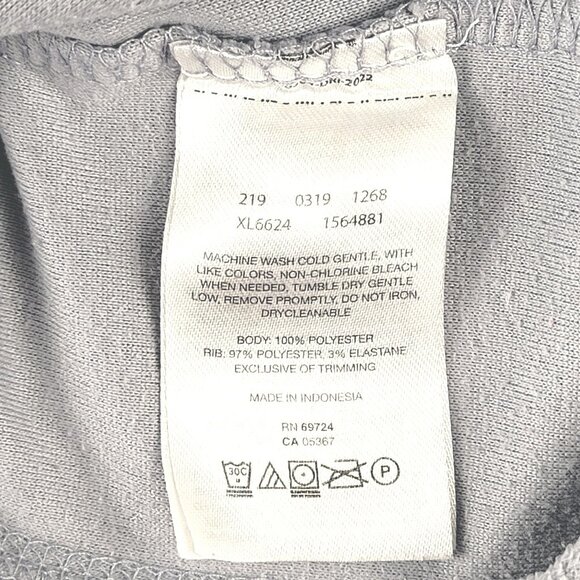 2022
219 0319 1268
XL6624 1564881
MACHINE WASH COLD GENTLE, WITH
LIKE COLORS, NON-CHLORINE BLEACH
WHEN NEEDED, TUMBLE DRY GENTLE
LOW, REMOVE PROMPTLY, DO NOT IRON,
DRYCLEANABLE
BODY: 100% POLYESTER
RIB: 97% POLYESTER, 3% ELASTANE
EXCLUSIVE OF TRIMMING
MADE IN INDONESIA
RN 69724
CA 05367
30C
P